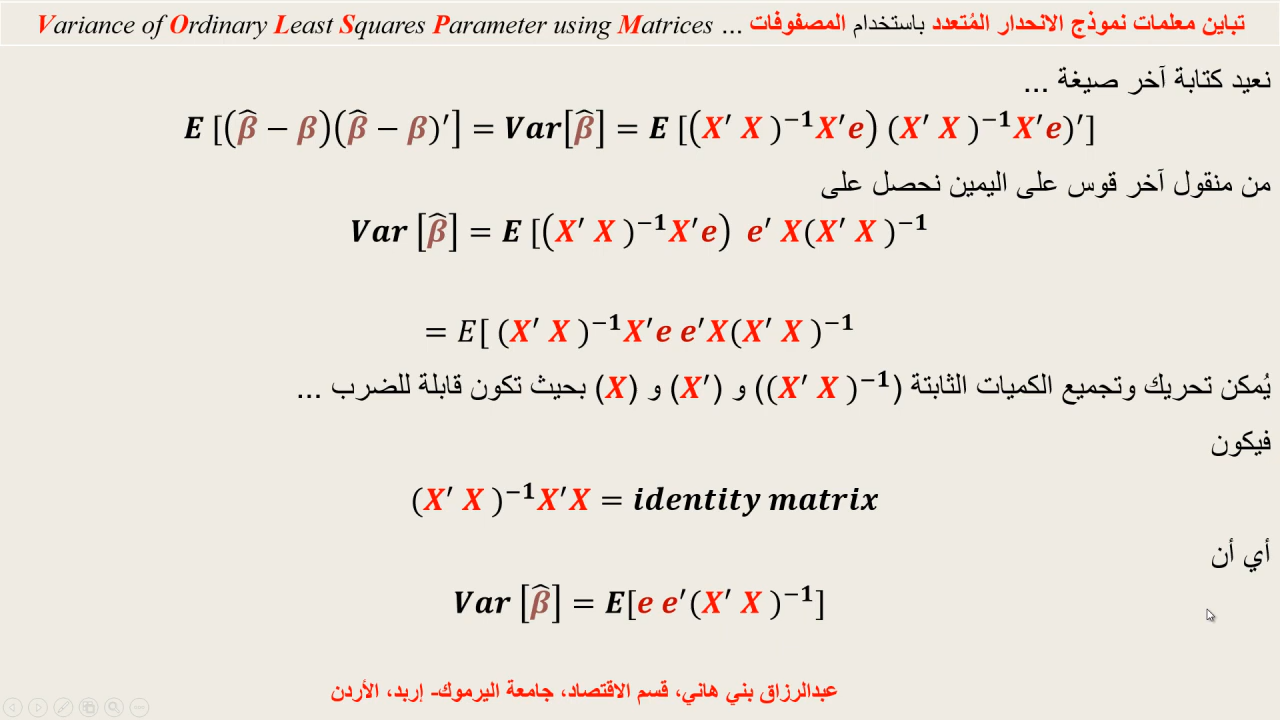 تباين معلمات نموذج الانحدار المُتعدد باستخدام المصفوفات ... Variance of Ordinary Least Squares Parameter using Matrices
نعيد كتابة آخر صيغة ...
E [(β̂ − β)(β̂ − β)′] = Var[β̂] = E [(X′ X )⁻¹X′e) (X′ X )⁻¹X′e)′]
من منقول آخر قوس على اليمين نحصل على
Var [β̂] = E [(X′ X )⁻¹X′e) e′ X(X′ X )⁻¹
= E[ (X′ X )⁻¹X′e e′X(X′ X )⁻¹
يُمكن تحريك وتجميع الكميات الثابتة ((X′ X )⁻¹) و (X′) و (X) بحيث تكون قابلة للضرب ...
فيكون
(X′ X )⁻¹X′X = identity matrix
أي أن
Var [β̂] = E[e e′(X′ X )⁻¹]
عبدالرزاق بني هاني، قسم الاقتصاد، جامعة اليرموك- إربد، الأردن